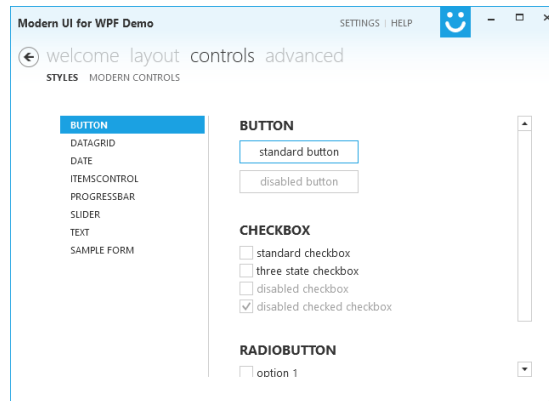 Modern UI for WPF Demo
SETTINGS | HELP
welcome layout controls advanced
STYLES MODERN CONTROLS
BUTTON
DATAGRID
DATE
ITEMSCONTROL
PROGRESSBAR
SLIDER
TEXT
SAMPLE FORM
BUTTON
standard button
disabled button
CHECKBOX
standard checkbox
three state checkbox
disabled checkbox
disabled checked checkbox
RADIOBUTTON
option 1